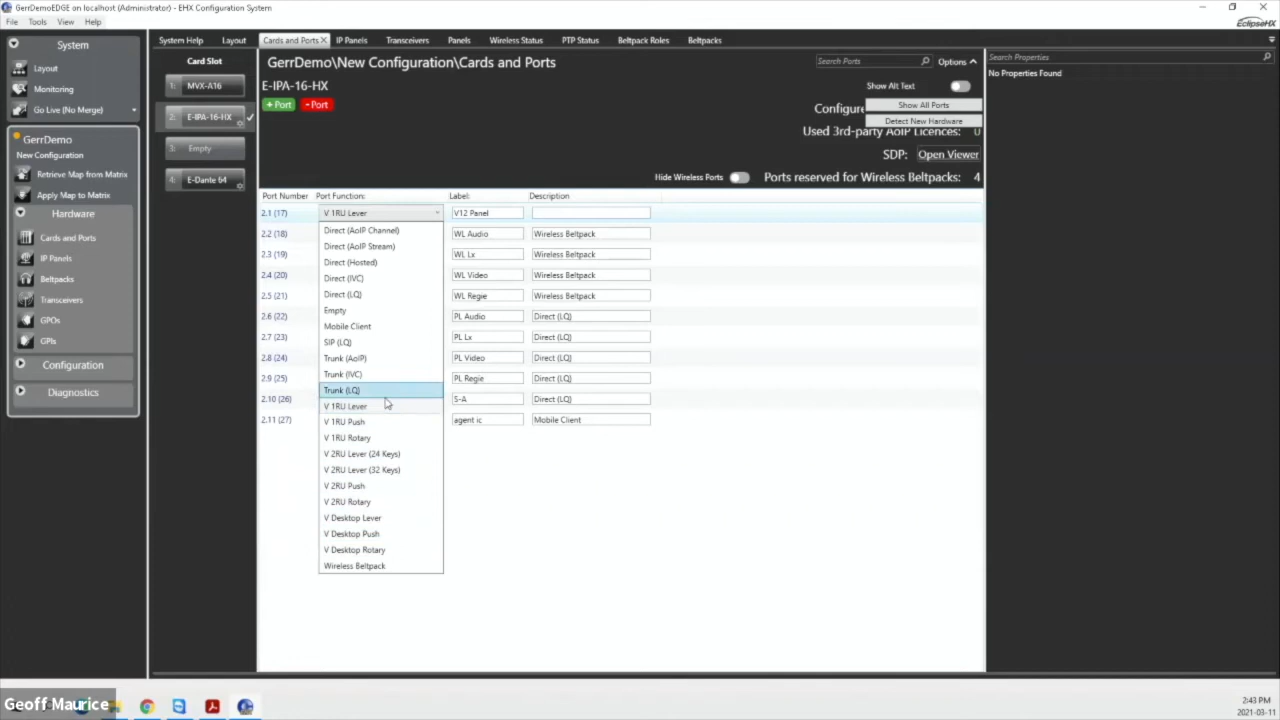 GerrDemoEDGE on localhost (Administrator) - EHX Configuration System
File Tools View Help
EclipseHX
System
Layout
Monitoring
Go Live (No Merge)
GerrDemo
New Configuration
Retrieve Map from Matrix
Apply Map to Matrix
Hardware
Cards and Ports
IP Panels
Beltpacks
Transceivers
GPOs
GPIs
Configuration
Diagnostics
System Help Layout Cards and Ports X IP Panels Transceivers Panels Wireless Status PTP Status Beltpack Roles Beltpacks
Card Slot
1: MVX-A16
2: E-IPA-16-HX
3: Empty
4: E-Dante 64
GerrDemo\New Configuration\Cards and Ports
Search Ports
Options
E-IPA-16-HX
Show Alt Text
+ Port - Port
Show All Ports
Configure
Detect New Hardware
Used 3rd-party AoIP Licences: 0
SDP: Open Viewer
Hide Wireless Ports
Ports reserved for Wireless Beltpacks: 4
Search Properties
No Properties Found
Port Number Port Function: Label: Description
2.1 (17) V 1RU Lever V12 Panel
2.2 (18) WL Audio Wireless Beltpack
2.3 (19) WL Lx Wireless Beltpack
2.4 (20) WL Video Wireless Beltpack
2.5 (21) WL Regie Wireless Beltpack
2.6 (22) PL Audio Direct (LQ)
2.7 (23) PL Lx Direct (LQ)
2.8 (24) PL Video Direct (LQ)
2.9 (25) PL Regie Direct (LQ)
2.10 (26) S-A Direct (LQ)
2.11 (27) agent ic Mobile Client
Direct (AoIP Channel)
Direct (AoIP Stream)
Direct (Hosted)
Direct (IVC)
Direct (LQ)
Empty
Mobile Client
SIP (LQ)
Trunk (AoIP)
Trunk (IVC)
Trunk (LQ)
V 1RU Lever
V 1RU Push
V 1RU Rotary
V 2RU Lever (24 Keys)
V 2RU Lever (32 Keys)
V 2RU Push
V 2RU Rotary
V Desktop Lever
V Desktop Push
V Desktop Rotary
Wireless Beltpack
Geoff Maurice
2:43 PM
2021-03-11